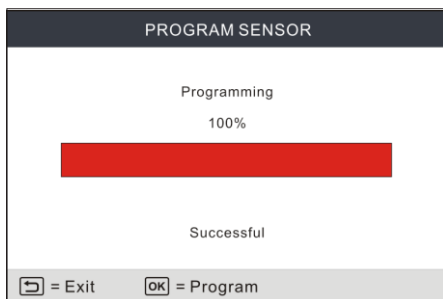 PROGRAM SENSOR
Programming
100%
Successful
= Exit OK = Program